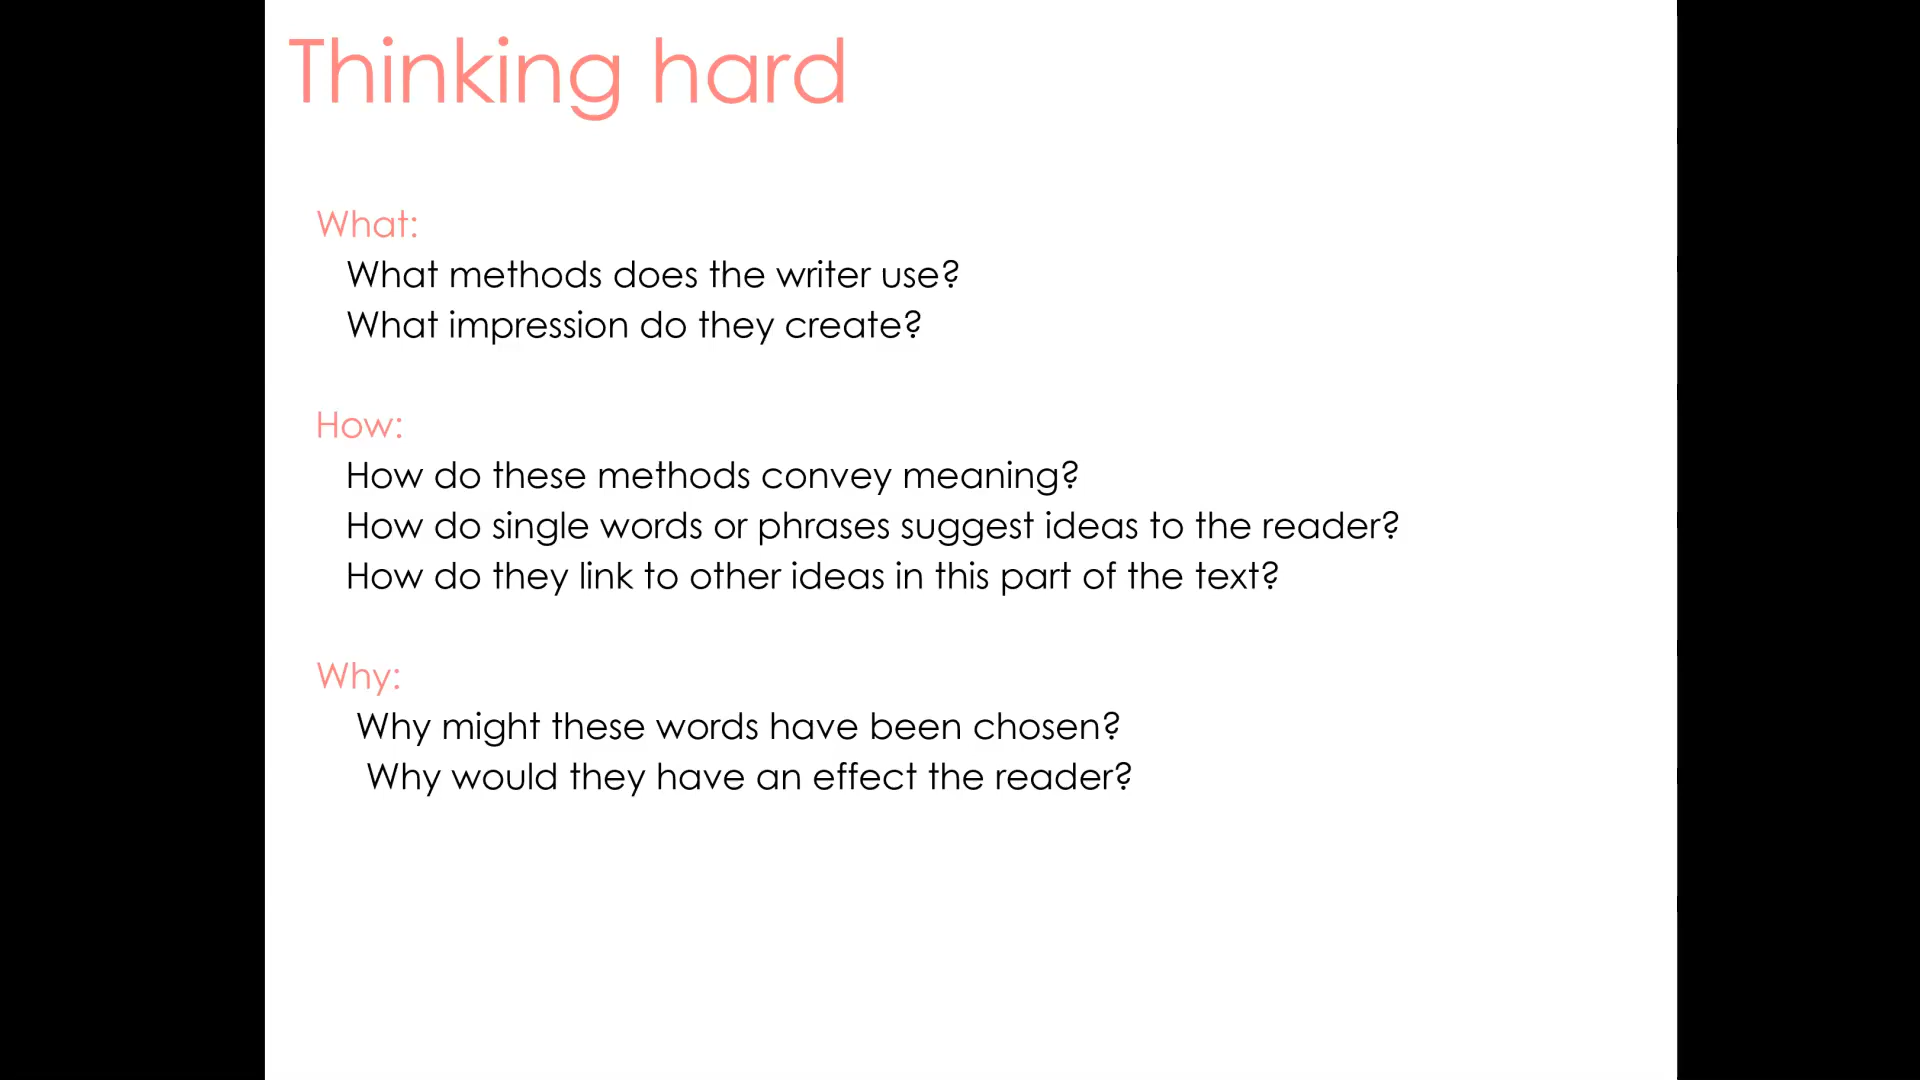 Thinking hard
What:
What methods does the writer use?
What impression do they create?
How:
How do these methods convey meaning?
How do single words or phrases suggest ideas to the reader?
How do they link to other ideas in this part of the text?
Why:
Why might these words have been chosen?
Why would they have an effect the reader?